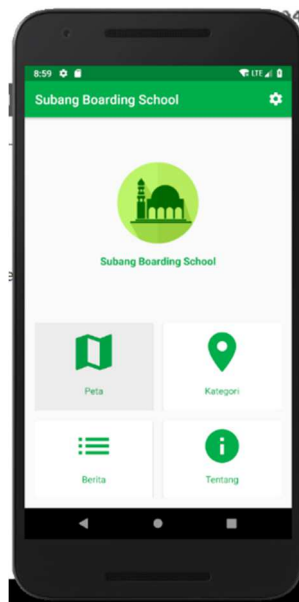 8:59 LTE
Subang Boarding School
Subang Boarding School
Peta Kategori
Berita Tentang